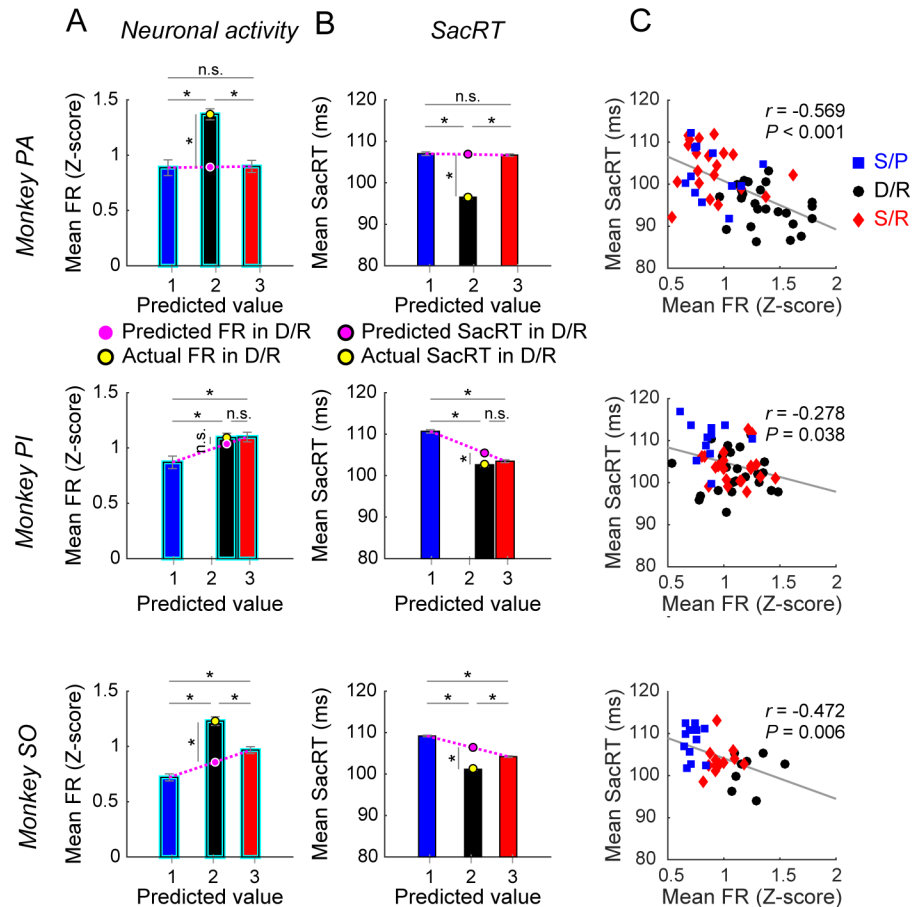 A
Neuronal activity
B
SacRT
C
Monkey PA
Mean FR (Z-score)
1.5
1
0.5
0
n.s.
* *
*
1 2 3
Predicted value
Mean SacRT (ms)
120
110
100
90
80
n.s.
* *
*
1 2 3
Predicted value
Mean SacRT (ms)
120
110
100
90
80
r = -0.569
P < 0.001
0.5 1 1.5 2
Mean FR (Z-score)
S/P
D/R
S/R
Predicted FR in D/R
Actual FR in D/R
Predicted SacRT in D/R
Actual SacRT in D/R
Monkey PI
Mean FR (Z-score)
1.5
1
0.5
0
*
* n.s.
n.s.
1 2 3
Predicted value
Mean SacRT (ms)
120
110
100
90
80
*
* n.s.
*
1 2 3
Predicted value
Mean SacRT (ms)
120
110
100
90
80
r = -0.278
P = 0.038
0.5 1 1.5 2
Mean FR (Z-score)
Monkey SO
Mean FR (Z-score)
1.5
1
0.5
0
*
* *
*
1 2 3
Predicted value
Mean SacRT (ms)
120
110
100
90
80
*
* *
*
1 2 3
Predicted value
Mean SacRT (ms)
120
110
100
90
80
r = -0.472
P = 0.006
0.5 1 1.5 2
Mean FR (Z-score)